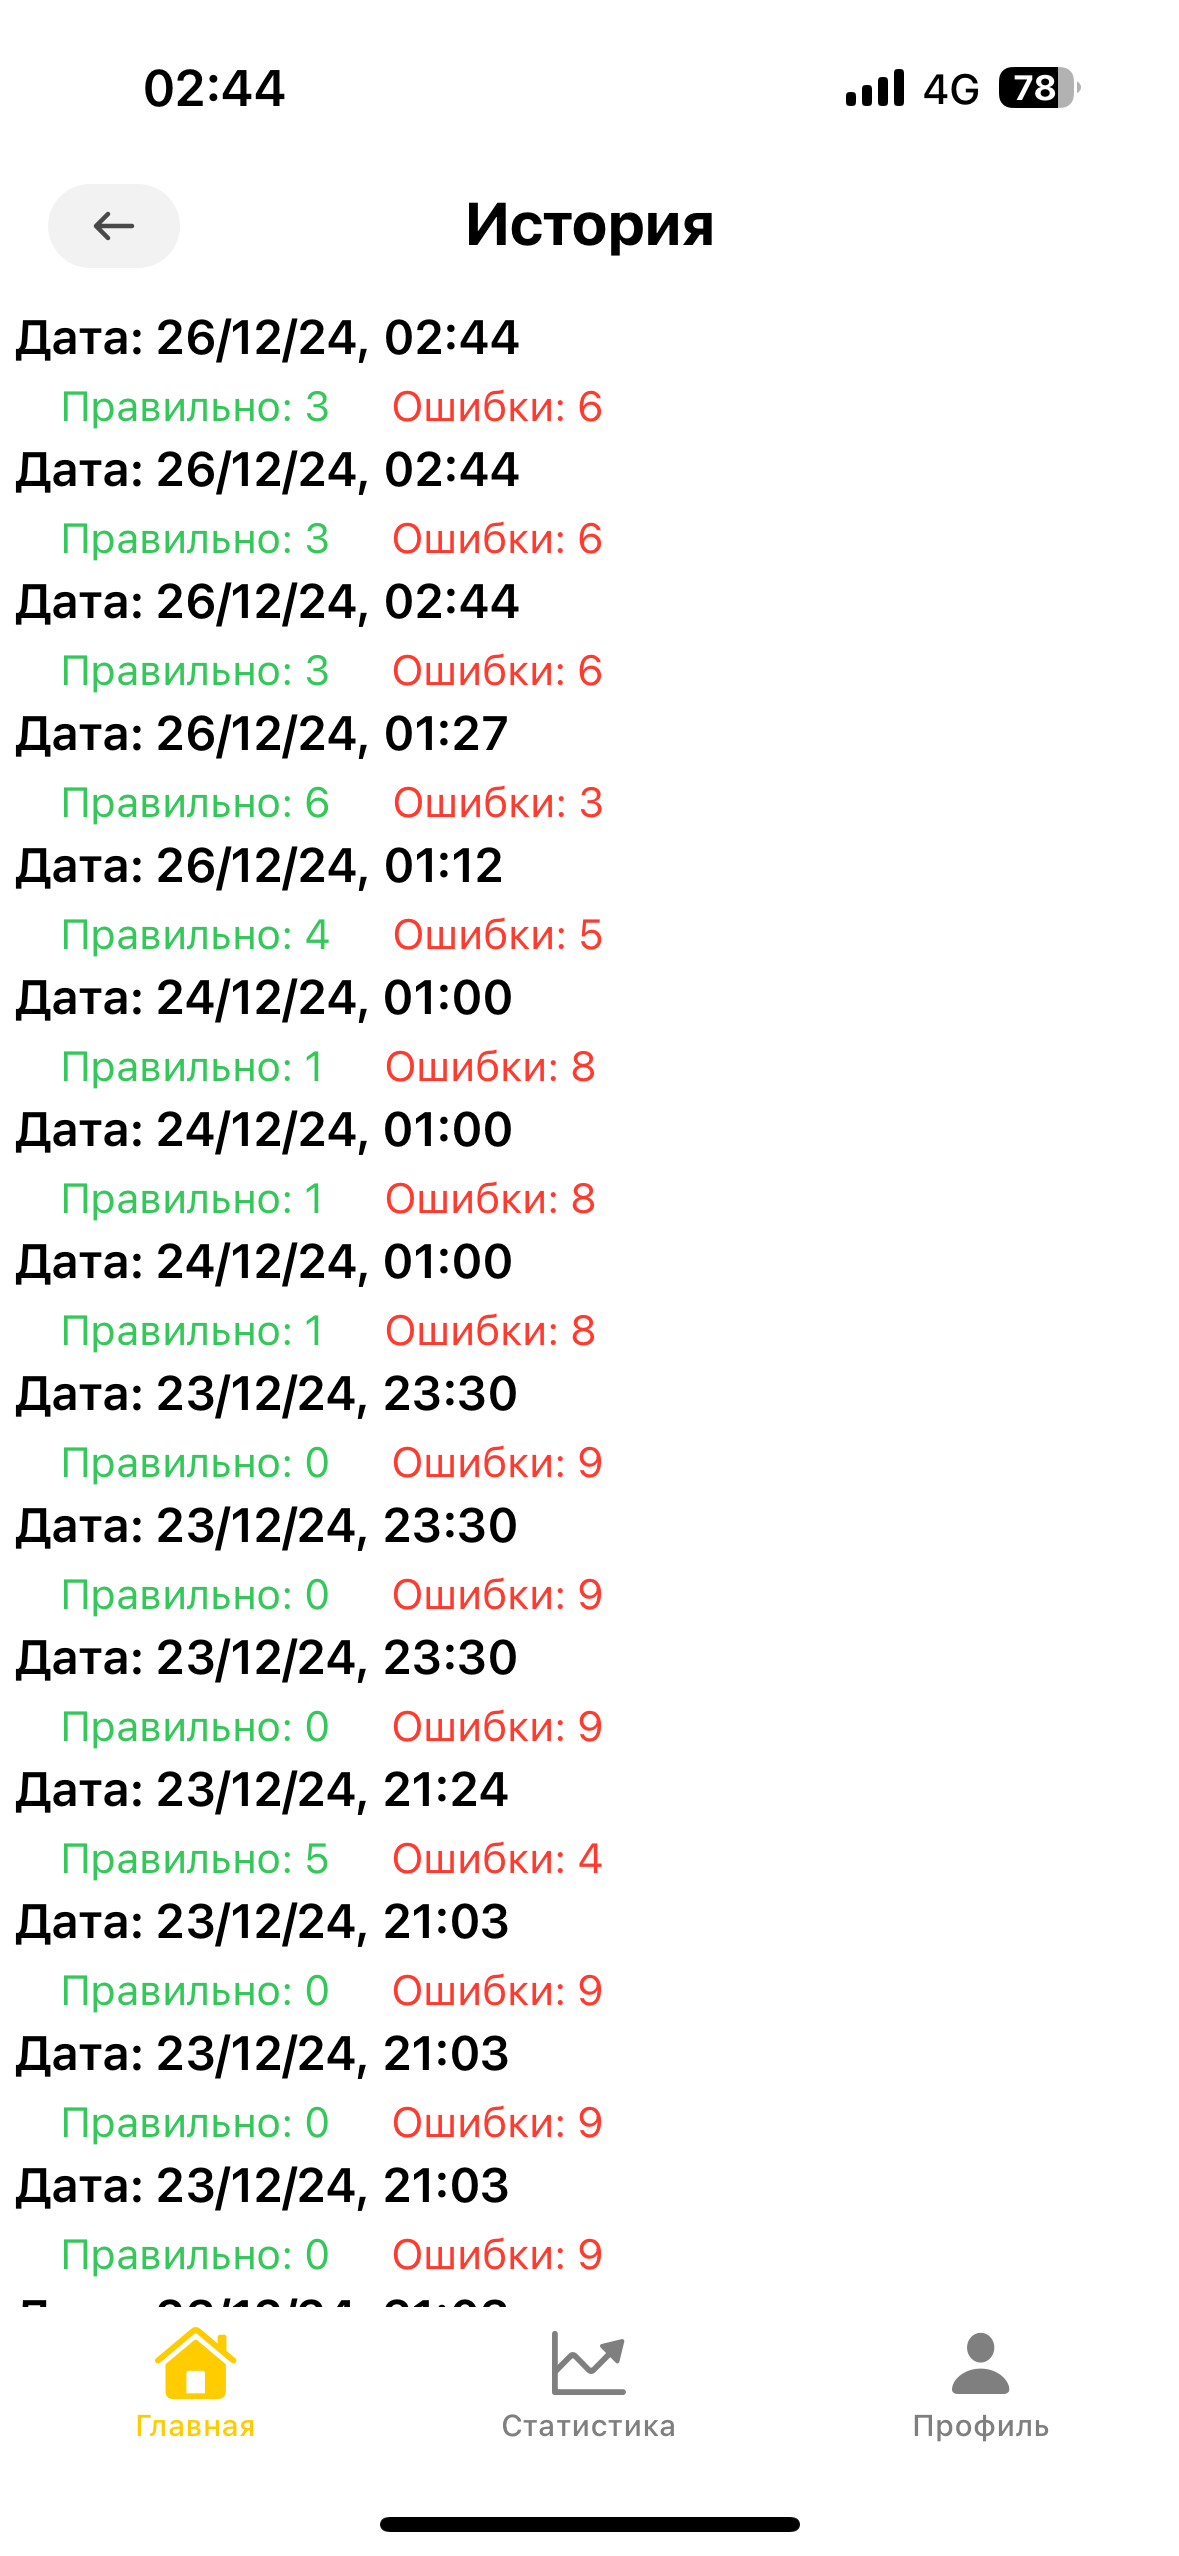 02:44 4G 78
История
Дата: 26/12/24, 02:44
Правильно: 3 Ошибки: 6
Дата: 26/12/24, 02:44
Правильно: 3 Ошибки: 6
Дата: 26/12/24, 02:44
Правильно: 3 Ошибки: 6
Дата: 26/12/24, 01:27
Правильно: 6 Ошибки: 3
Дата: 26/12/24, 01:12
Правильно: 4 Ошибки: 5
Дата: 24/12/24, 01:00
Правильно: 1 Ошибки: 8
Дата: 24/12/24, 01:00
Правильно: 1 Ошибки: 8
Дата: 24/12/24, 01:00
Правильно: 1 Ошибки: 8
Дата: 23/12/24, 23:30
Правильно: 0 Ошибки: 9
Дата: 23/12/24, 23:30
Правильно: 0 Ошибки: 9
Дата: 23/12/24, 23:30
Правильно: 0 Ошибки: 9
Дата: 23/12/24, 21:24
Правильно: 5 Ошибки: 4
Дата: 23/12/24, 21:03
Правильно: 0 Ошибки: 9
Дата: 23/12/24, 21:03
Правильно: 0 Ошибки: 9
Дата: 23/12/24, 21:03
Правильно: 0 Ошибки: 9
Главная Статистика Профиль